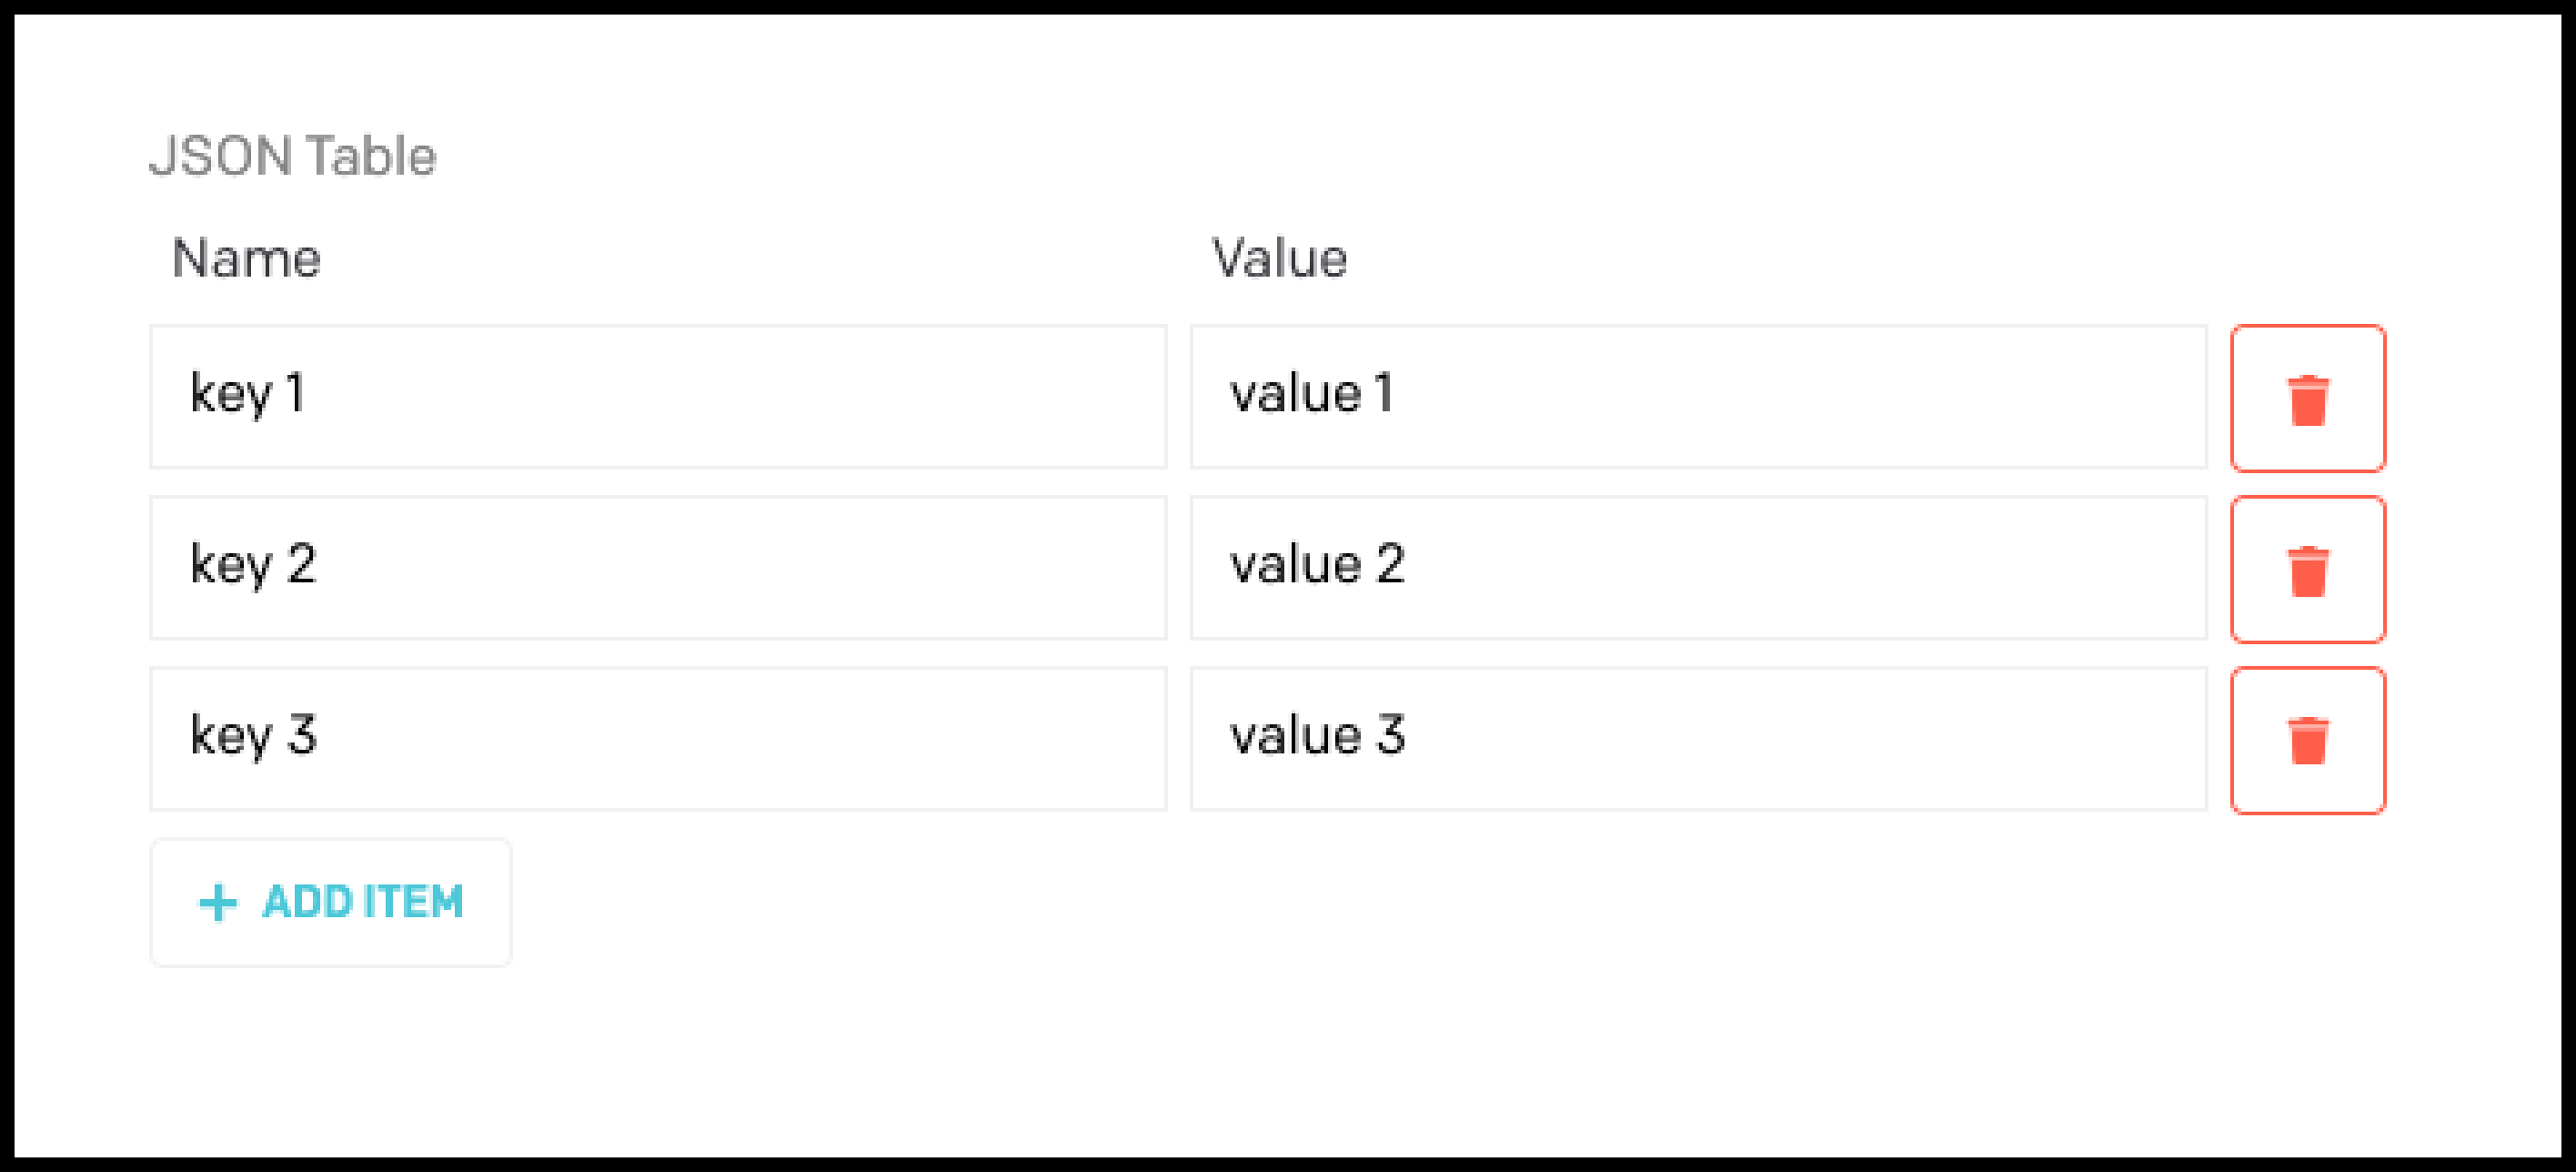 JSON Table
Name Value
key 1 value 1
key 2 value 2
key 3 value 3
+ ADD ITEM